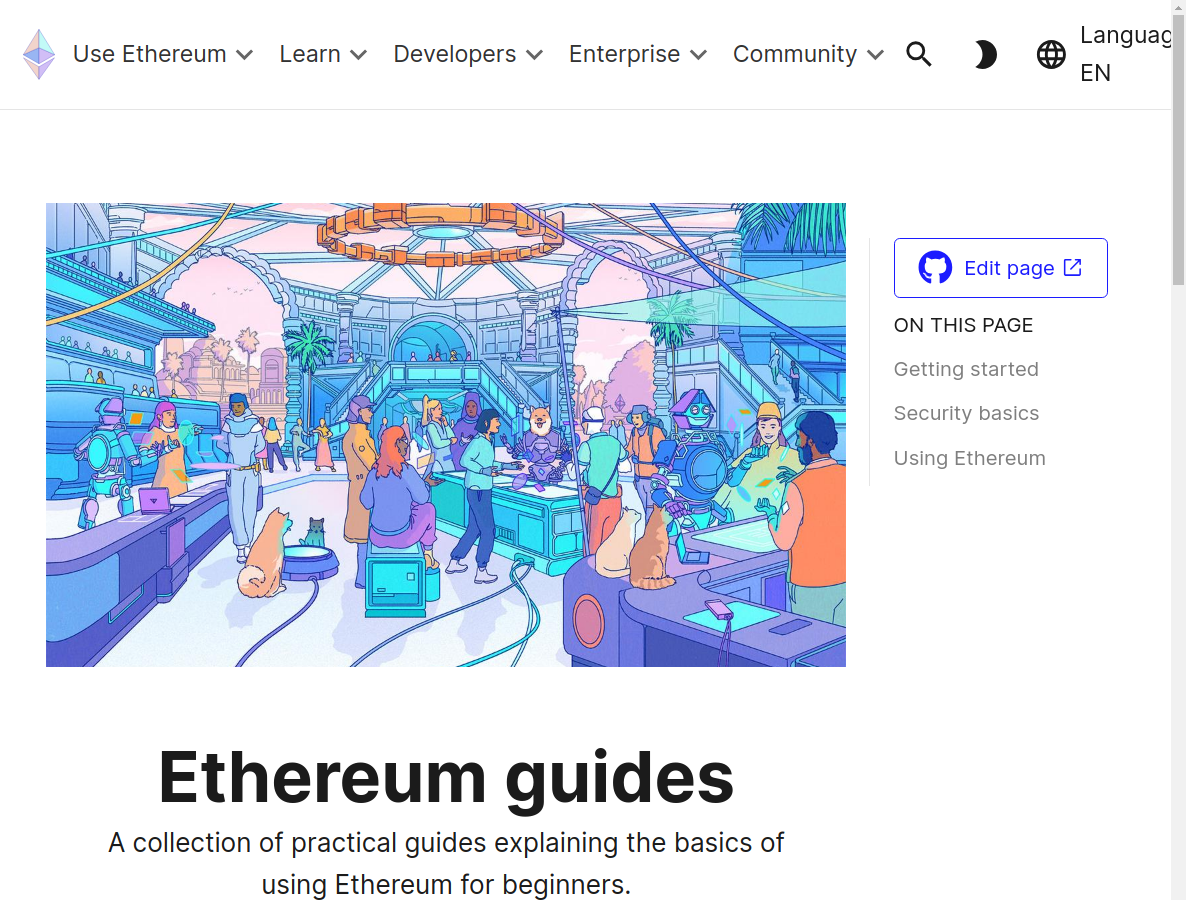 Use Ethereum
Learn
Developers
Enterprise
Community
Languag
EN
Edit page
ON THIS PAGE
Getting started
Security basics
Using Ethereum
Ethereum guides
A collection of practical guides explaining the basics of
using Ethereum for beginners.